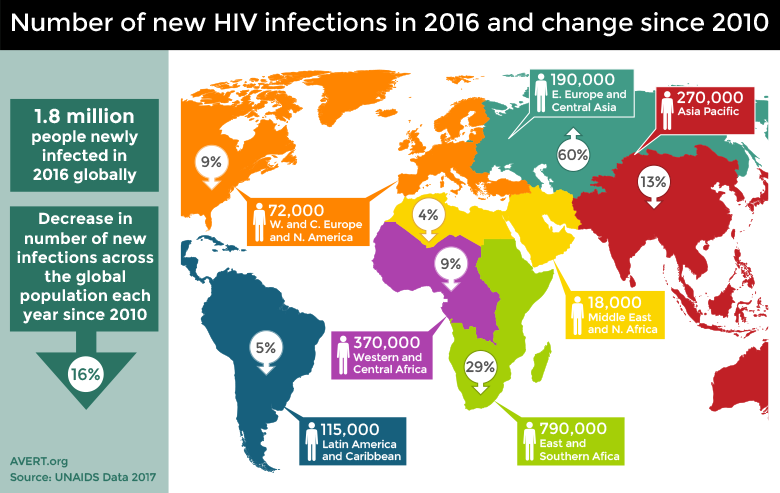 Number of new HIV infections in 2016 and change since 2010
1.8 million
people newly
infected in
2016 globally
Decrease in
number of new
infections across
the global
population each
year since 2010
16%
AVERT.org
Source: UNAIDS Data 2017
9%
72,000
W. and C. Europe
and N. America
190,000
E. Europe and
Central Asia
60%
270,000
Asia Pacific
13%
4%
18,000
Middle East
and N. Africa
9%
370,000
Western and
Central Africa
5%
115,000
Latin America
and Caribbean
29%
790,000
East and
Southern Afica